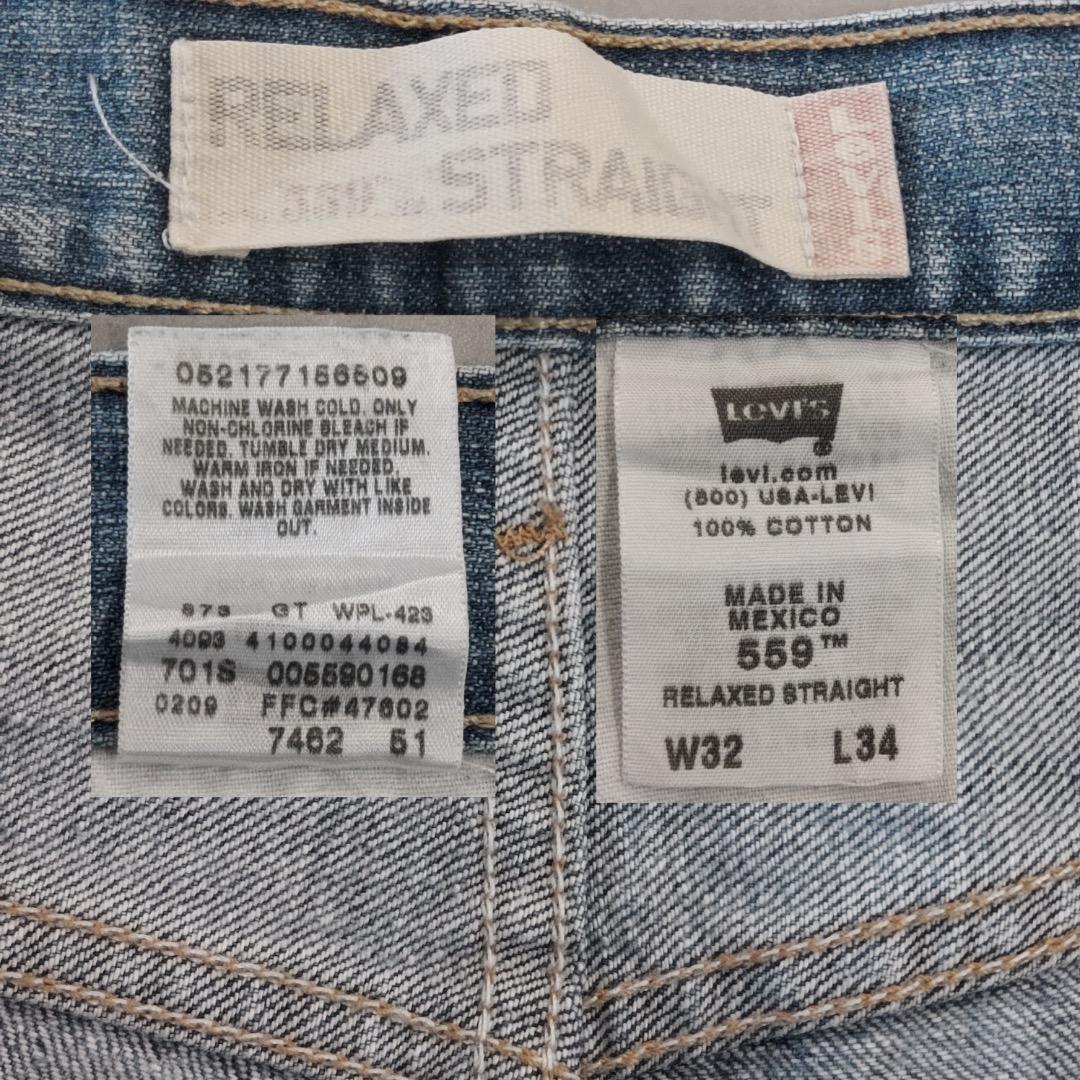 RELAXED
559™ STRAIGHT
LEVI'S
052177156509
MACHINE WASH COLD. ONLY
NON-CHLORINE BLEACH IF
NEEDED. TUMBLE DRY MEDIUM.
WARM IRON IF NEEDED.
WASH AND DRY WITH LIKE
COLORS. WASH GARMENT INSIDE
OUT.
GT WPL-423
4093 4100044084
701S 005590168
0209 FFC#47602
7462 51
Levi's
®
levi.com
(800) USA-LEVI
100% COTTON
MADE IN
MEXICO
559™
RELAXED STRAIGHT
W32 L34